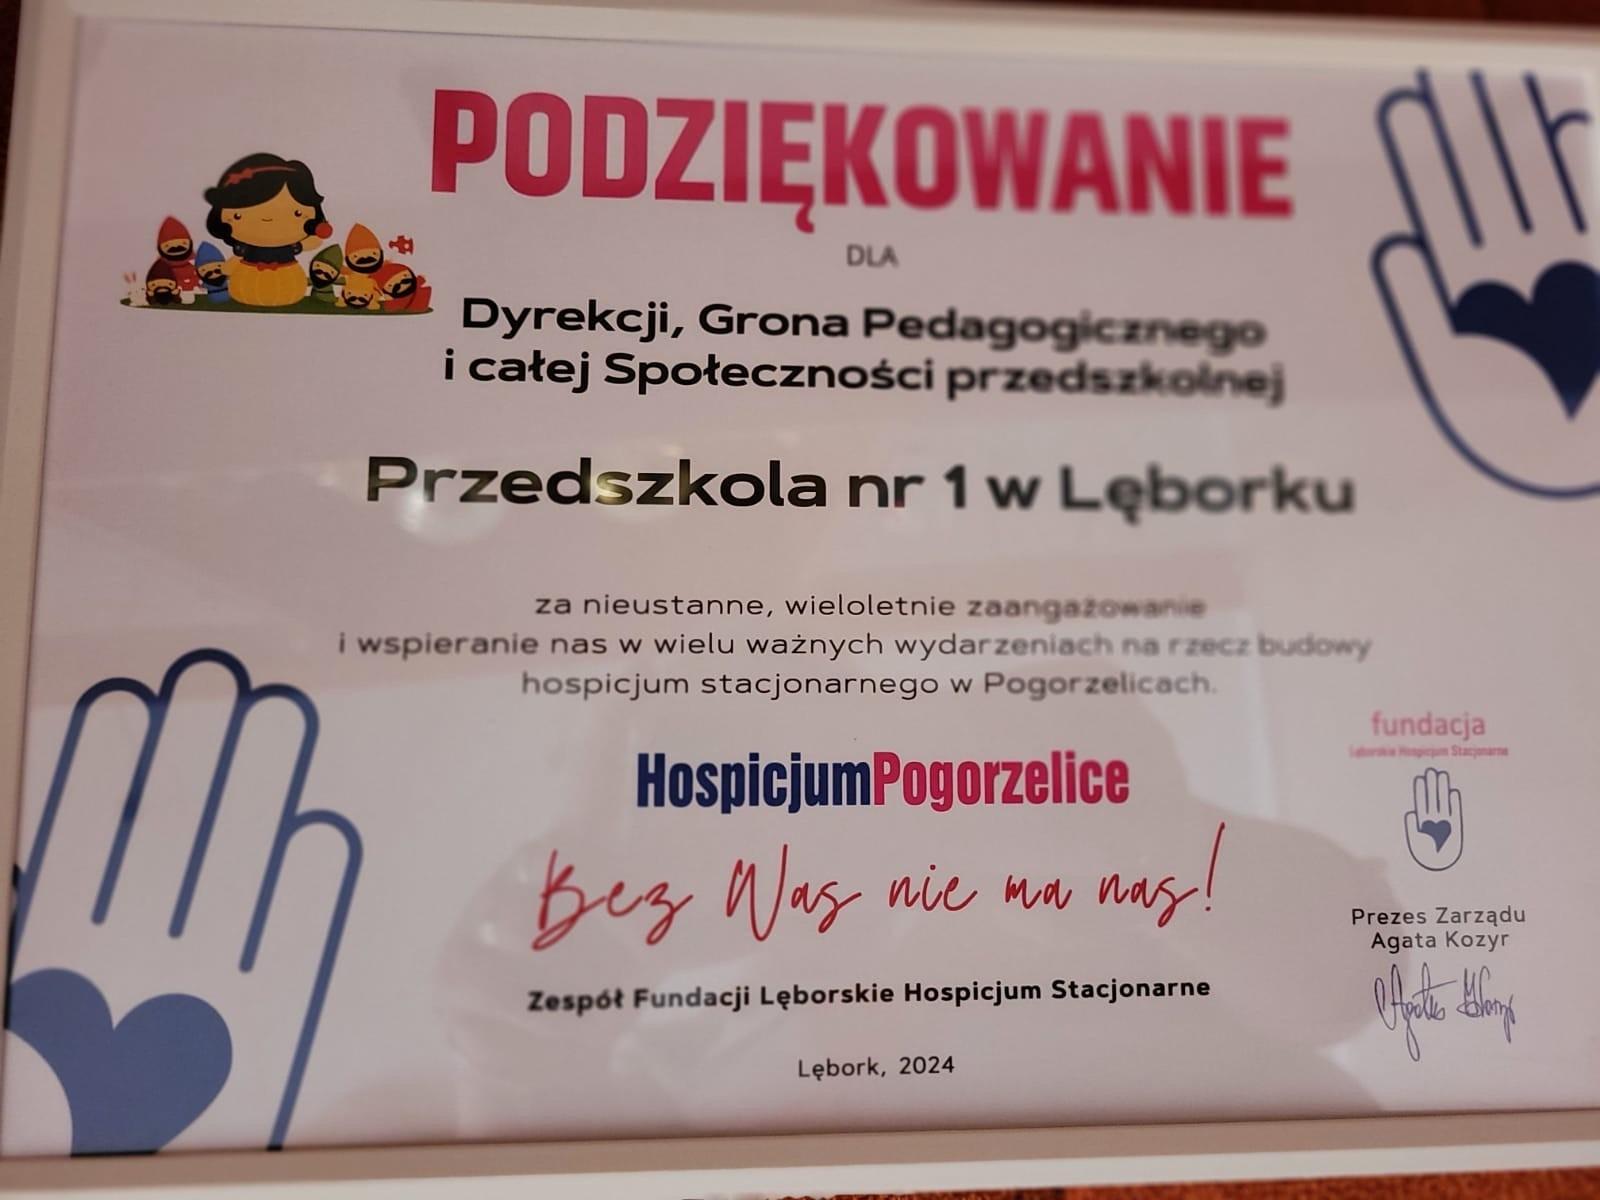 PODZIĘKOWANIE
DLA
Dyrekcji, Grona Pedagogicznego
i całej Społeczności przedszkolnej
Przedszkola nr 1 w Lęborku
za nieustanne, wieloletnie zaangażowanie
i wspieranie nas w wielu ważnych wydarzeniach na rzecz budowy
hospicjum stacjonarnego w Pogorzelicach.
HospicjumPogorzelice
Bez Was nie ma nas!
Zespół Fundacji Lęborskie Hospicjum Stacjonarne
Lębork, 2024
fundacja
Lęborskie Hospicjum Stacjonarne
Prezes Zarządu
Agata Kozyr
Agata Kozyr